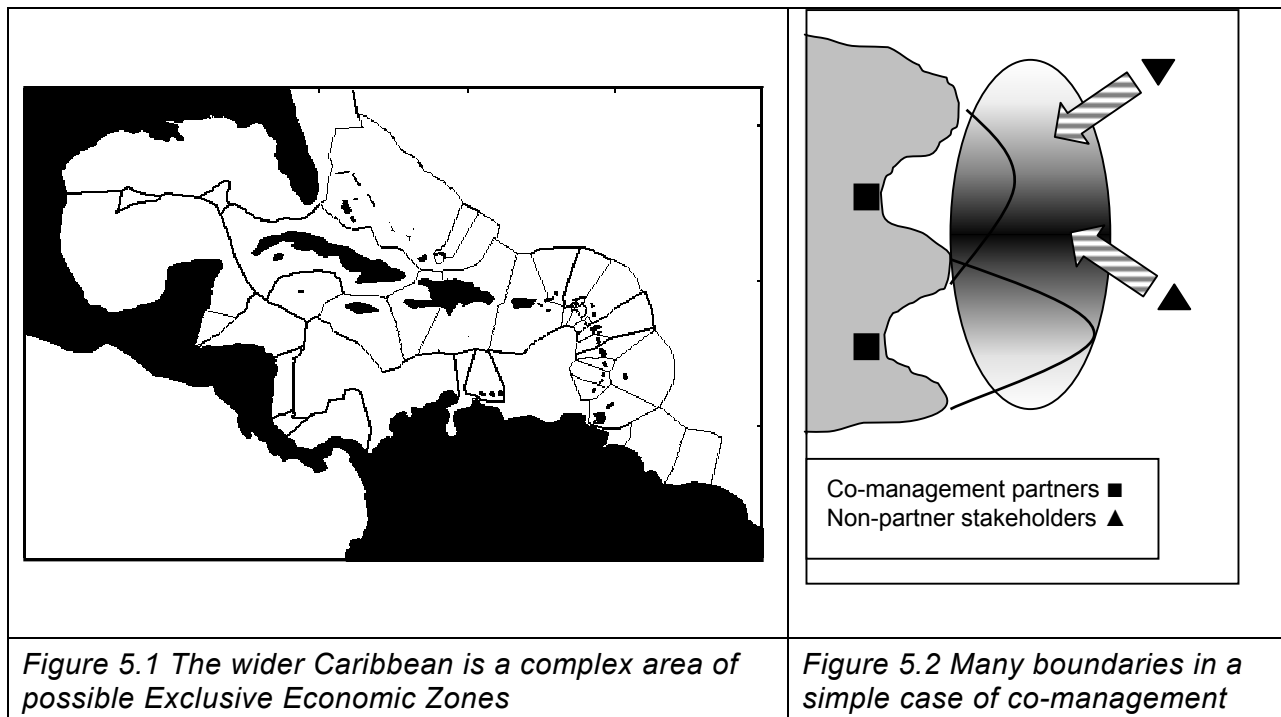 Co-management partners ■
Non-partner stakeholders ▲
Figure 5.1 The wider Caribbean is a complex area of
possible Exclusive Economic Zones
Figure 5.2 Many boundaries in a
simple case of co-management